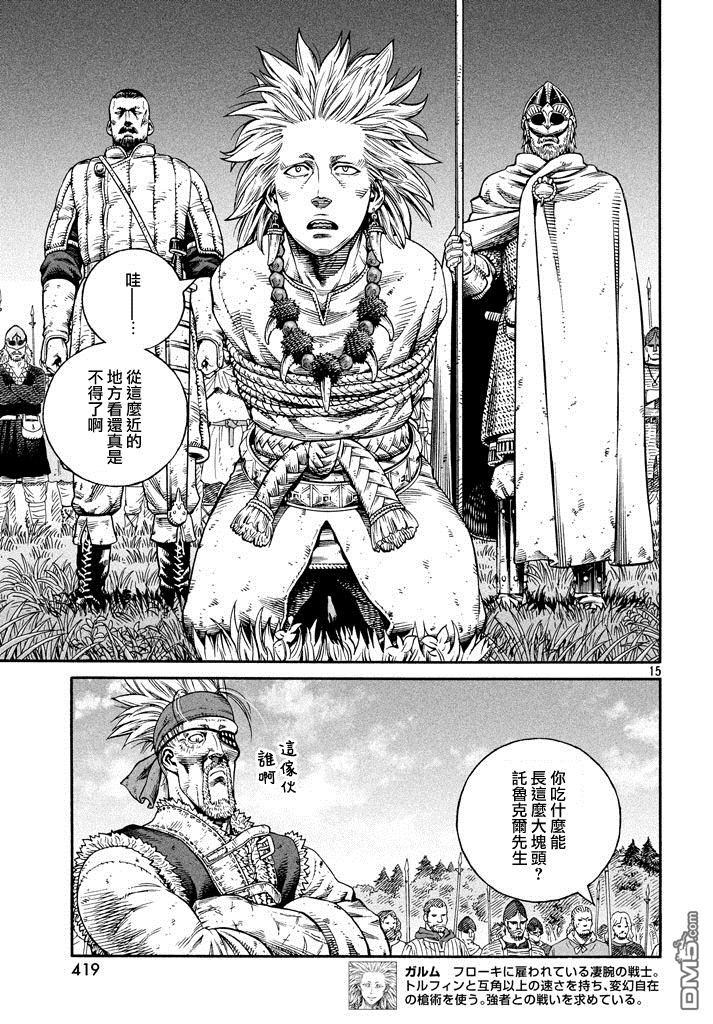 哇
——…
從這麼近的
地方看還真是
不得了啊
15
你吃什麼能
長這麼大塊頭？
託魯克爾先生
這傢伙
誰啊
419
ガルム　フローキに雇われている凄腕の戦士。
トルフィンと互角以上の速さを持ち、変幻自在
の槍術を使う。強者との戦いを求めている。
DM5.com